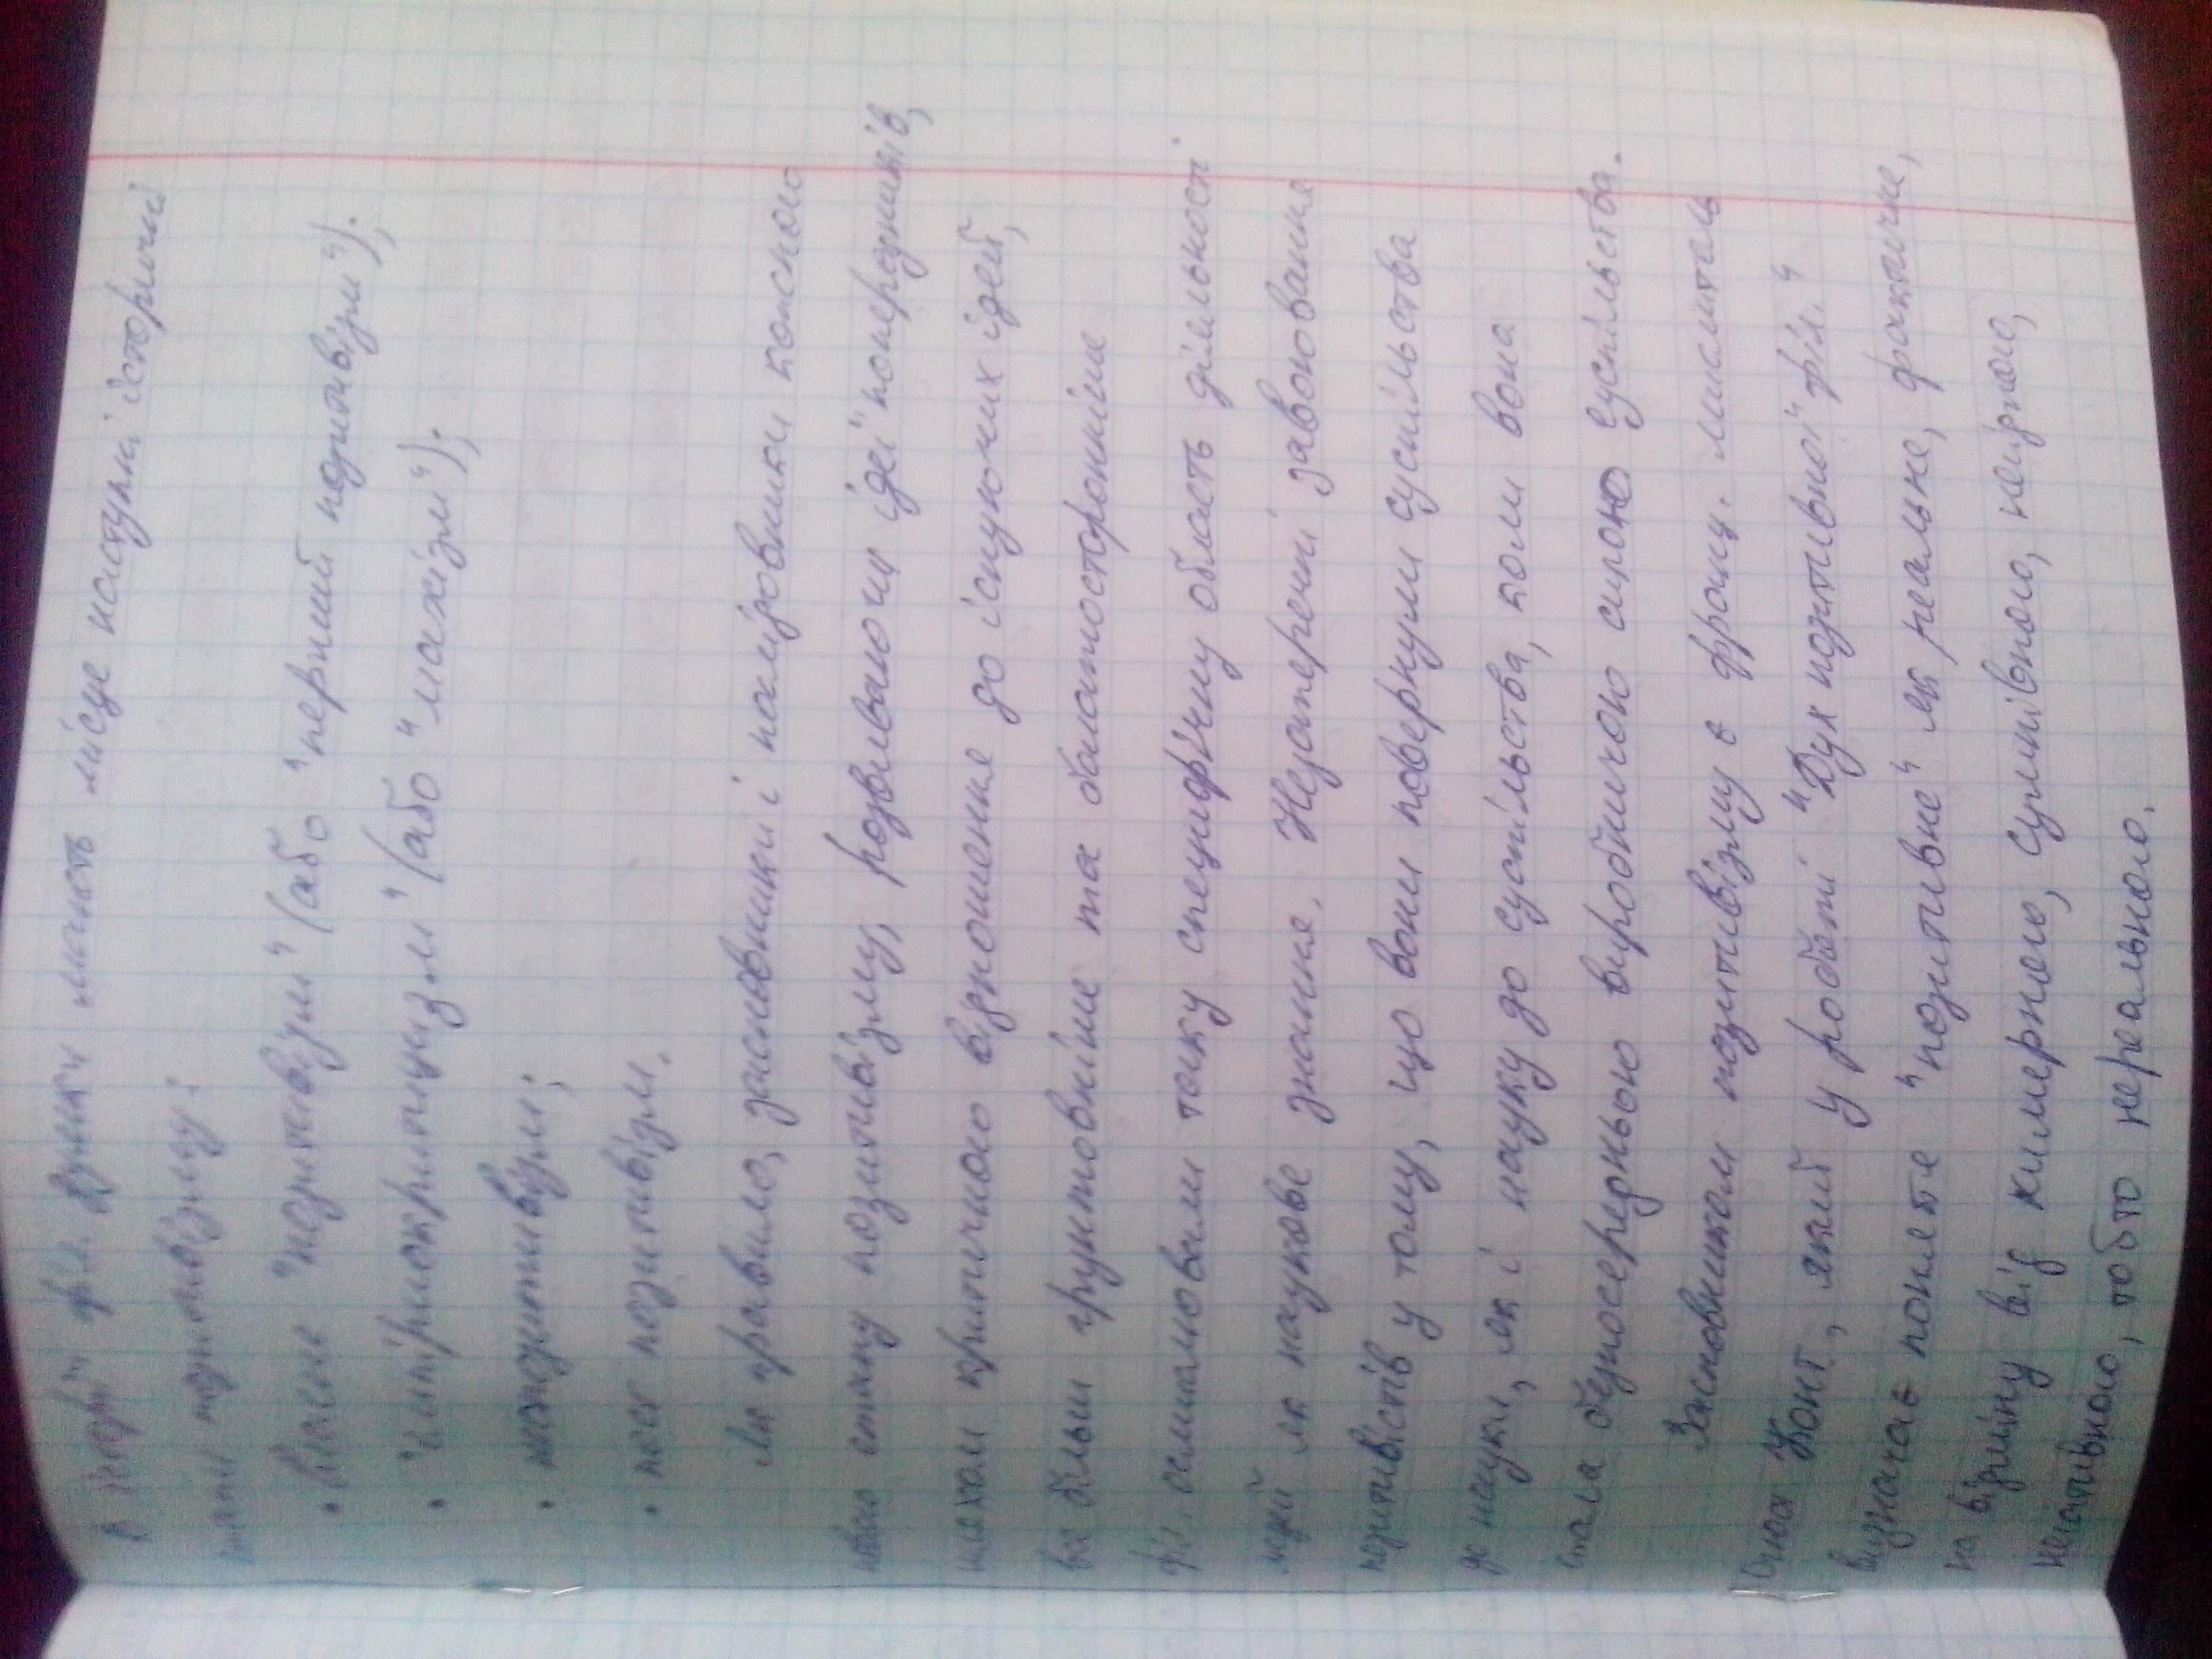 В історії філ. думки мають місце наступні історичні
етапи позитивізму:
• власне "позитивізм" (або "перший позитивізм");
• "емпіріокритицизм" (або "махізм");
• неопозитивізм;
• пост позитивізм.
Як правило, засновники і послідовники кожного
нового етапу позитивізму, розвиваючи ідеї попередників,
шляхом критичного відношення до існуючих ідей,
все більш грунтовніше та багатосторонніше
філ. осмислювали таку специфічну область діяльності
людей як наукове знання. Незаперечні завоювання
позитивістів у тому, що вони повернули суспільства
до науки, як і науку до суспільства, коли вона
стала безпосередньою виробничою силою суспільства.
Засновником позитивізму є франц. мислитель
Огюст Конт, який у роботі "Дух позитивної філ."
визначає поняття "позитивне" як реальне, фактичне,
на відміну від химерного, сумнівного,
негативного, тобто нереального.